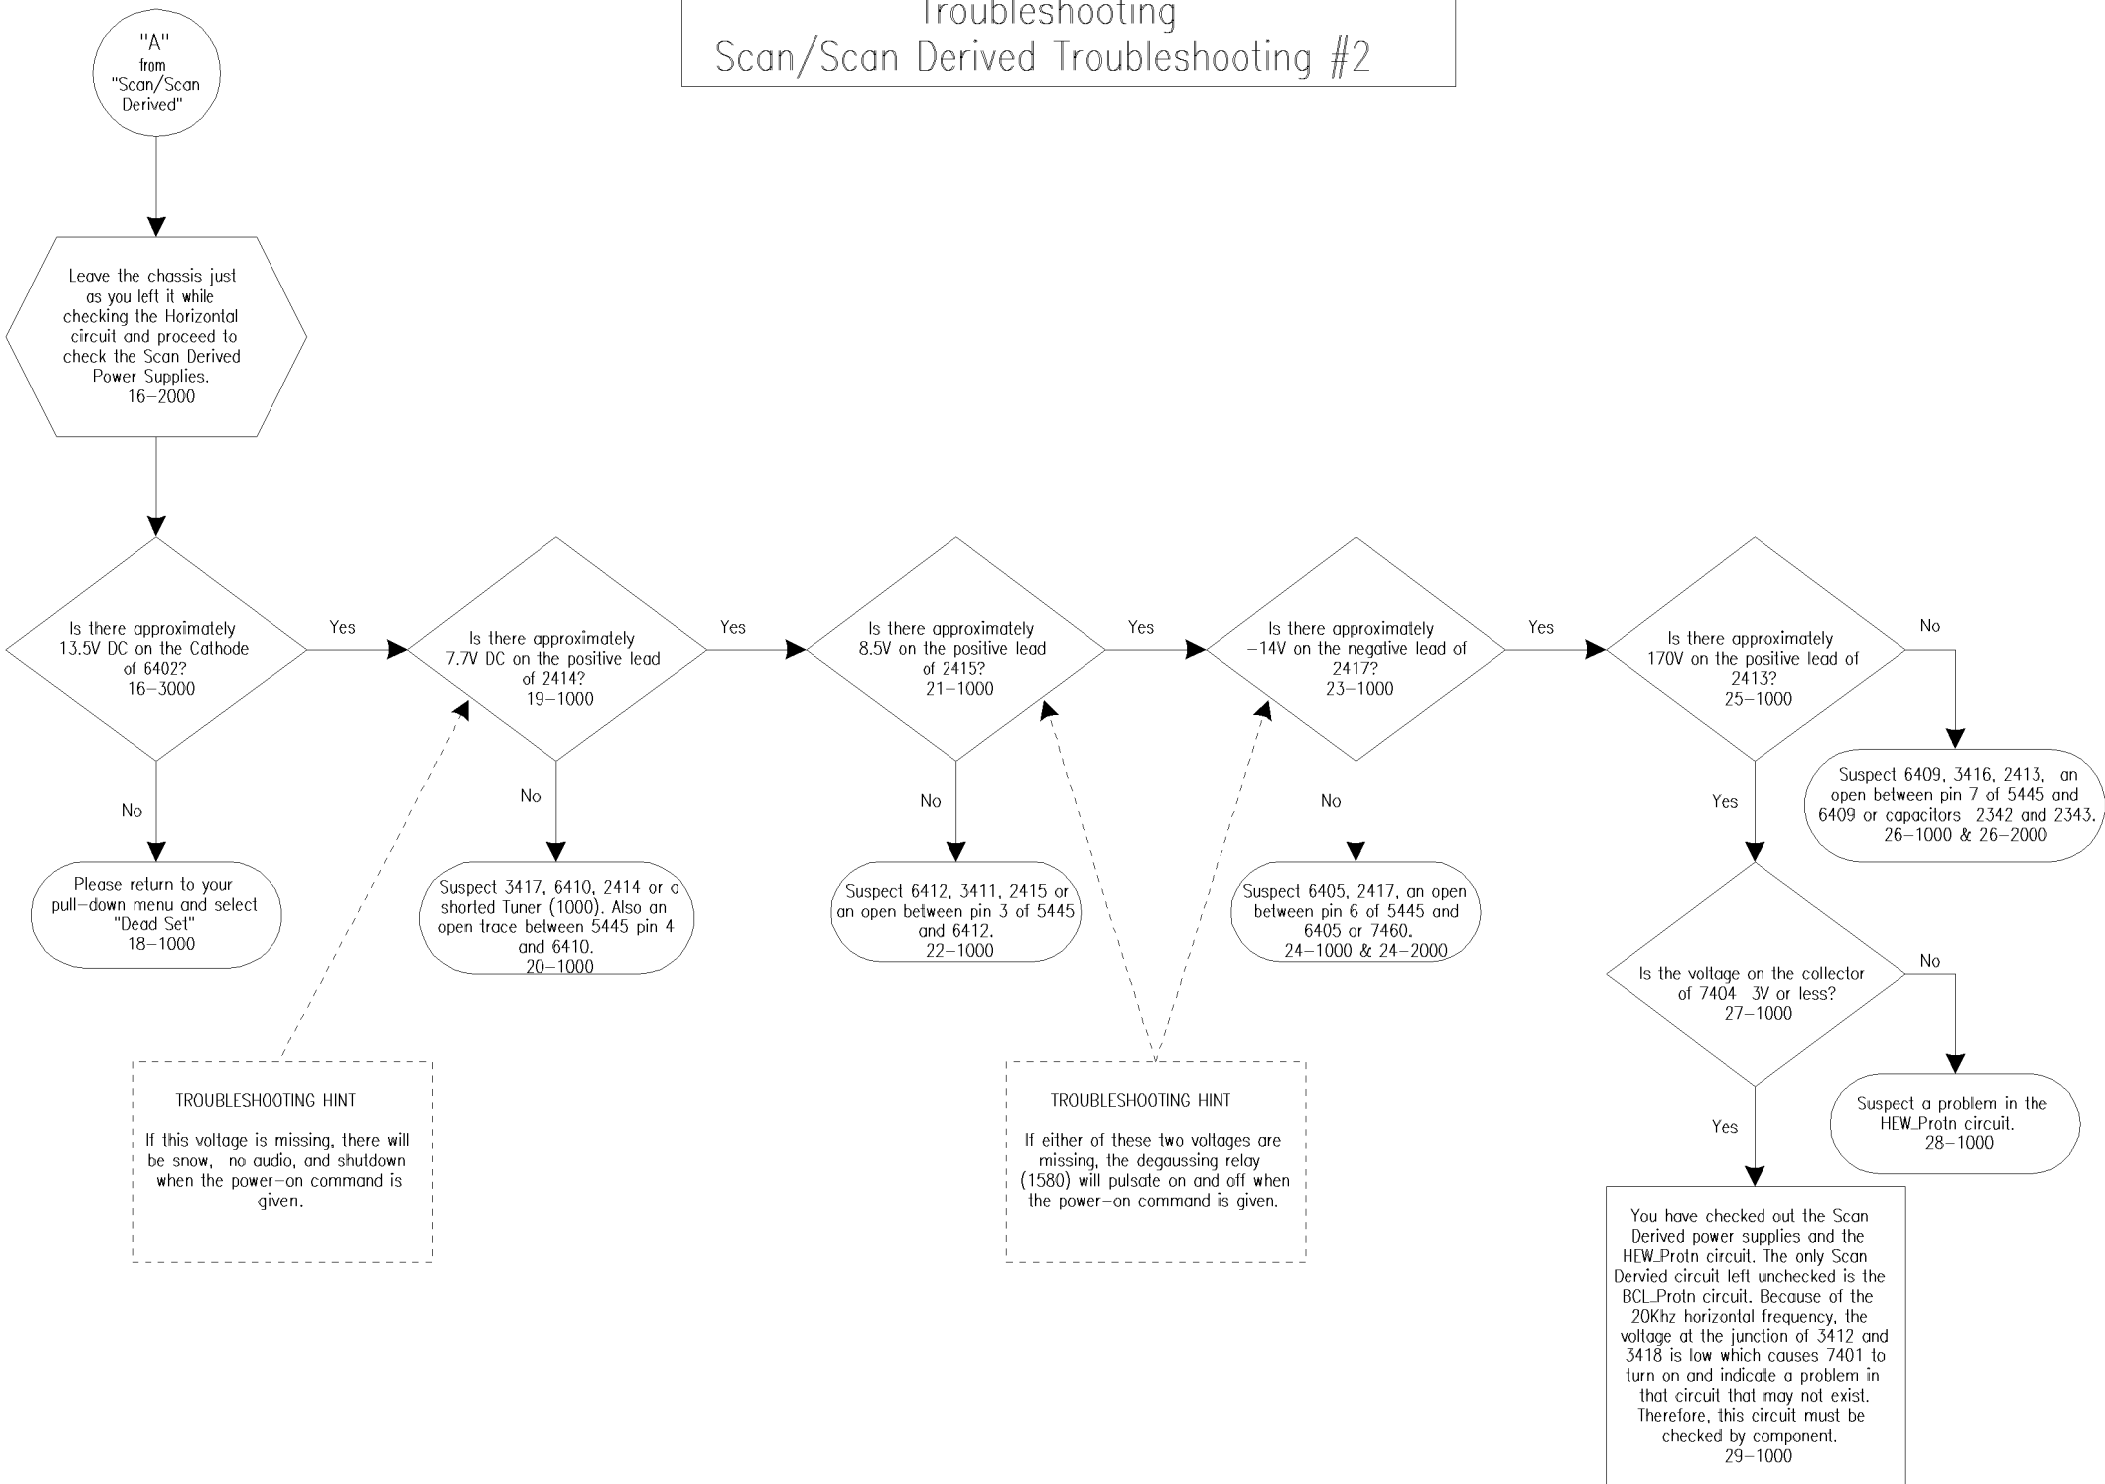 Troubleshooting
Scan/Scan Derived Troubleshooting #2
"A"
from
"Scan/Scan
Derived"
Leave the chassis just
as you left it while
checking the Horizontal
circuit and proceed to
check the Scan Derived
Power Supplies.
16-2000
Is there approximately
13.5V DC on the Cathode
of 6402?
16-3000
Yes
No
Please return to your
pull-down menu and select
"Dead Set"
18-1000
Is there approximately
7.7V DC on the positive lead
of 2414?
19-1000
Yes
No
Suspect 3417, 6410, 2414 or a
shorted Tuner (1000). Also an
open trace between 5445 pin 4
and 6410.
20-1000
TROUBLESHOOTING HINT
If this voltage is missing, there will
be snow, no audio, and shutdown
when the power-on command is
given.
Is there approximately
8.5V on the positive lead
of 2415?
21-1000
Yes
No
Suspect 6412, 3411, 2415 or
an open between pin 3 of 5445
and 6412.
22-1000
Is there approximately
-14V on the negative lead of
2417?
23-1000
Yes
No
Suspect 6405, 2417, an open
between pin 6 of 5445 and
6405 or 7460.
24-1000 & 24-2000
TROUBLESHOOTING HINT
If either of these two voltages are
missing, the degaussing relay
(1580) will pulsate on and off when
the power-on command is given.
Is there approximately
170V on the positive lead of
2413?
25-1000
No
Suspect 6409, 3416, 2413, an
open between pin 7 of 5445 and
6409 or capacitors 2342 and 2343.
26-1000 & 26-2000
Yes
Is the voltage on the collector
of 7404 3V or less?
27-1000
No
Suspect a problem in the
HEW_Protn circuit.
28-1000
Yes
You have checked out the Scan
Derived power supplies and the
HEW_Protn circuit. The only Scan
Dervied circuit left unchecked is the
BCL_Protn circuit. Because of the
20Khz horizontal frequency, the
voltage at the junction of 3412 and
3418 is low which causes 7401 to
turn on and indicate a problem in
that circuit that may not exist.
Therefore, this circuit must be
checked by component.
29-1000